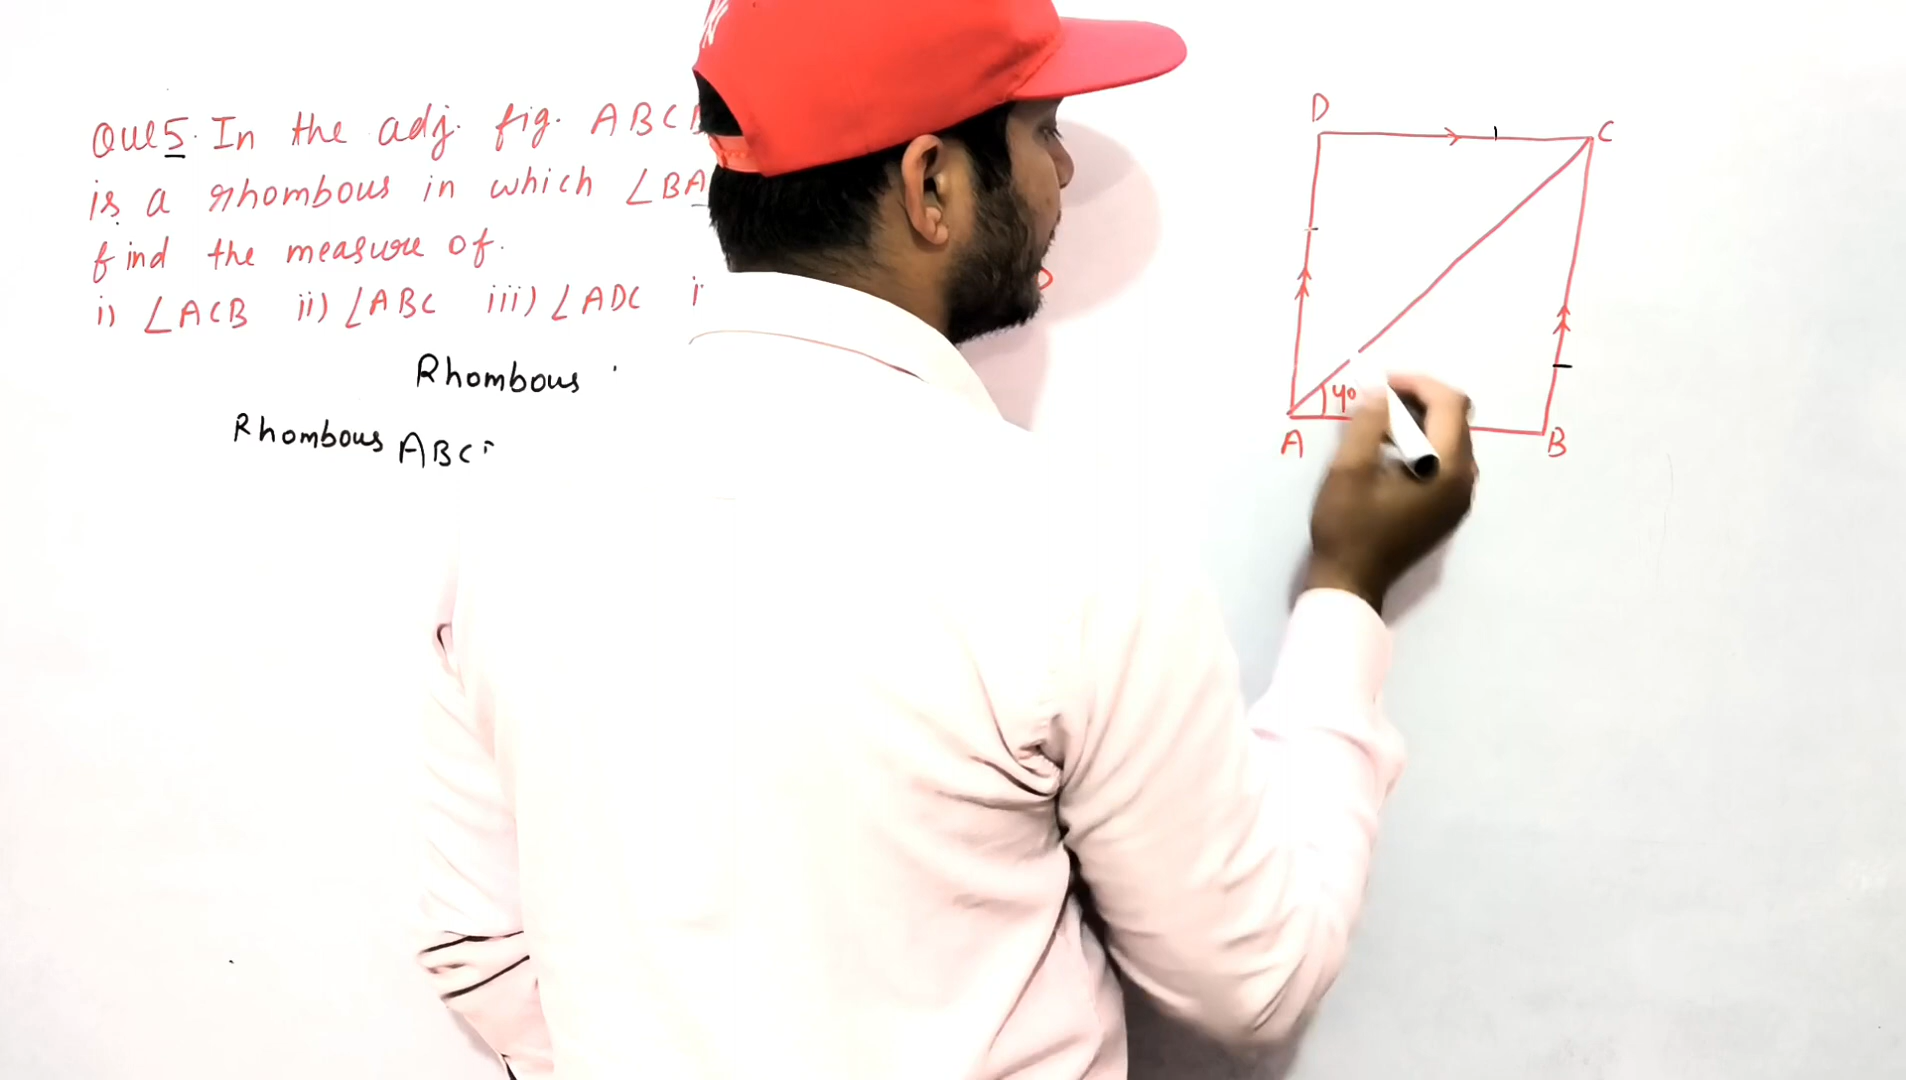 Que5. In the adj. fig. ABCD
is a rhombous in which ∠BA
find the measure of.
i) ∠ACB ii) ∠ABC iii) ∠ADC i
Rhombous
Rhombous ABC
D
C
40
A
B